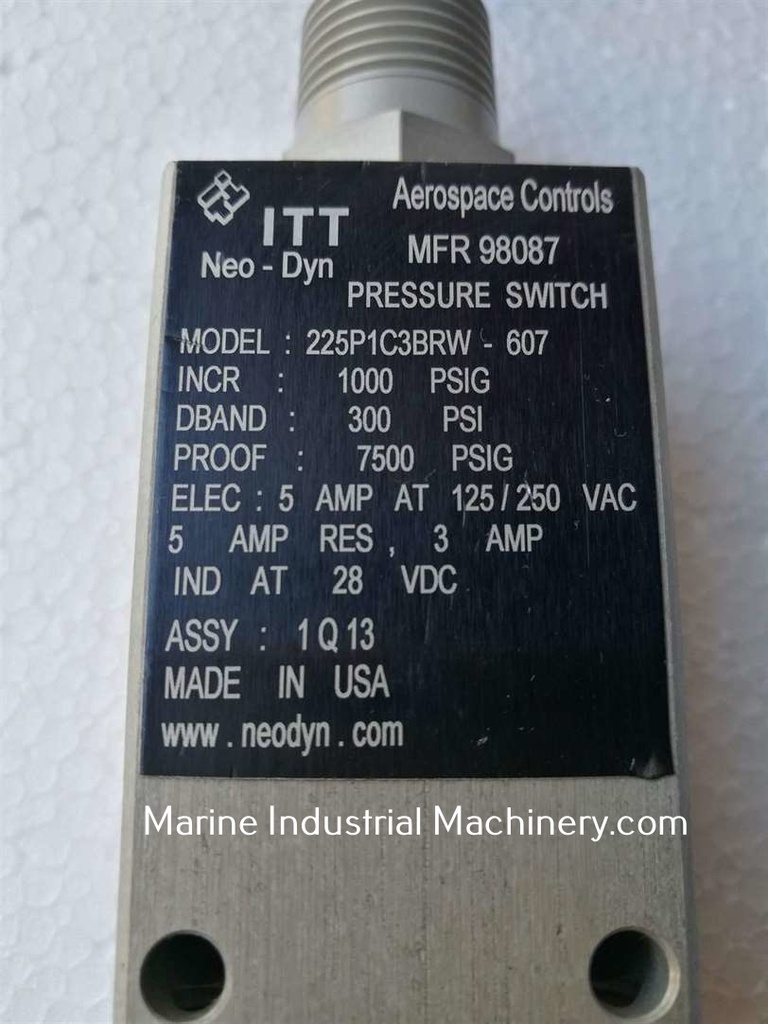 Aerospace Controls
ITT
Neo - Dyn
MFR 98087
PRESSURE SWITCH
MODEL : 225P1C3BRW - 607
INCR : 1000 PSIG
DBAND : 300 PSI
PROOF : 7500 PSIG
ELEC : 5 AMP AT 125 / 250 VAC
5 AMP RES , 3 AMP
IND AT 28 VDC
ASSY : 1 Q 13
MADE IN USA
www . neodyn . com
Marine Industrial Machinery.com